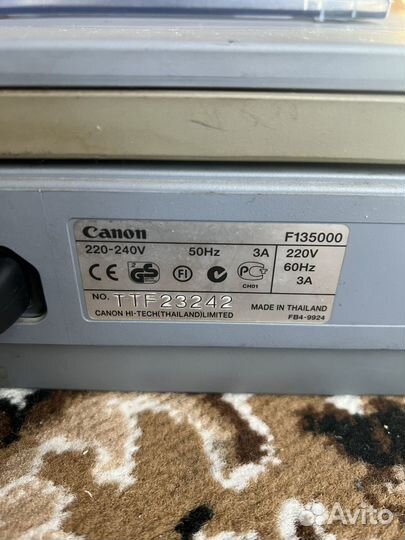 Canon F135000
220-240V 50Hz 3A 220V
60Hz
3A
CE GS FI PC
CH01
NO. TTF23242 MADE IN THAILAND
CANON HI-TECH(THAILAND)LIMITED FB4-9924
Avito